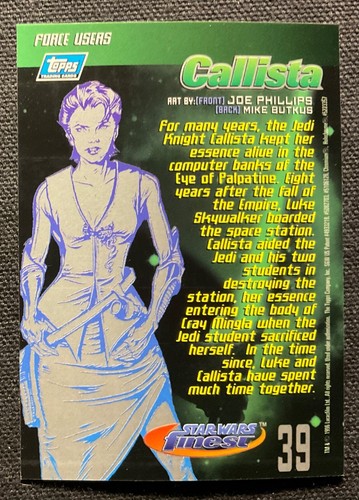 FORCE USERS
Topps
TRADING CARDS
Callista
ART BY:(FRONT) JOE PHILLIPS
(BACK) MIKE BUTKUS
For many years, the Jedi
Knight Callista kept her
essence alive in the
computer banks of the
Eye of Palpatine. Eight
years after the fall of
the Empire, Luke
Skywalker boarded
the space station.
Callista aided the
Jedi and his two
students in
destroying the
station, her essence
entering the body of
Cray Mingla when the
Jedi student sacrificed
herself. In the time
since, Luke and
Callista have spent
much time together.
STAR WARS
finest
TM
39